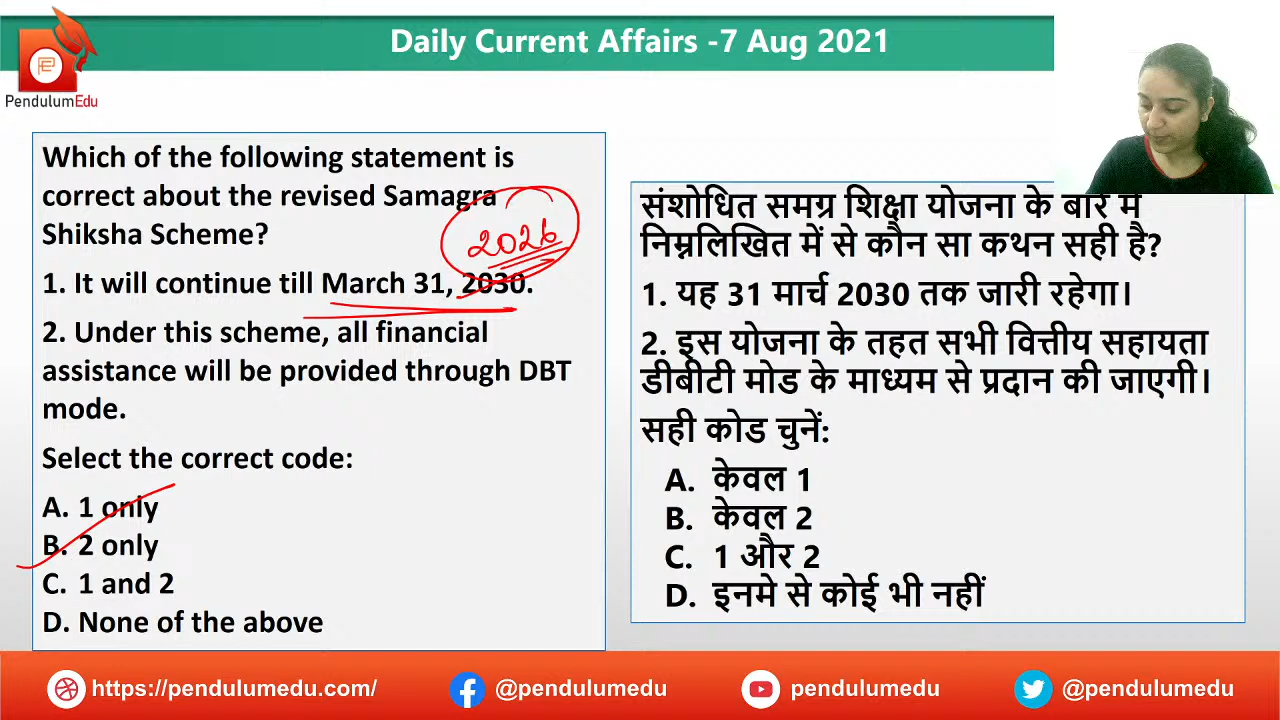 Daily Current Affairs -7 Aug 2021
PendulumEdu
Which of the following statement is
correct about the revised Samagra
Shiksha Scheme?
2026
1. It will continue till March 31, 2030.
2. Under this scheme, all financial
assistance will be provided through DBT
mode.
Select the correct code:
A. 1 only
B. 2 only
C. 1 and 2
D. None of the above
संशोधित समग्र शिक्षा योजना के बारे में
निम्नलिखित में से कौन सा कथन सही है?
1. यह 31 मार्च 2030 तक जारी रहेगा।
2. इस योजना के तहत सभी वित्तीय सहायता
डीबीटी मोड के माध्यम से प्रदान की जाएगी।
सही कोड चुनें:
A. केवल 1
B. केवल 2
C. 1 और 2
D. इनमे से कोई भी नहीं
https://pendulumedu.com/
@pendulumedu
pendulumedu
@pendulumedu